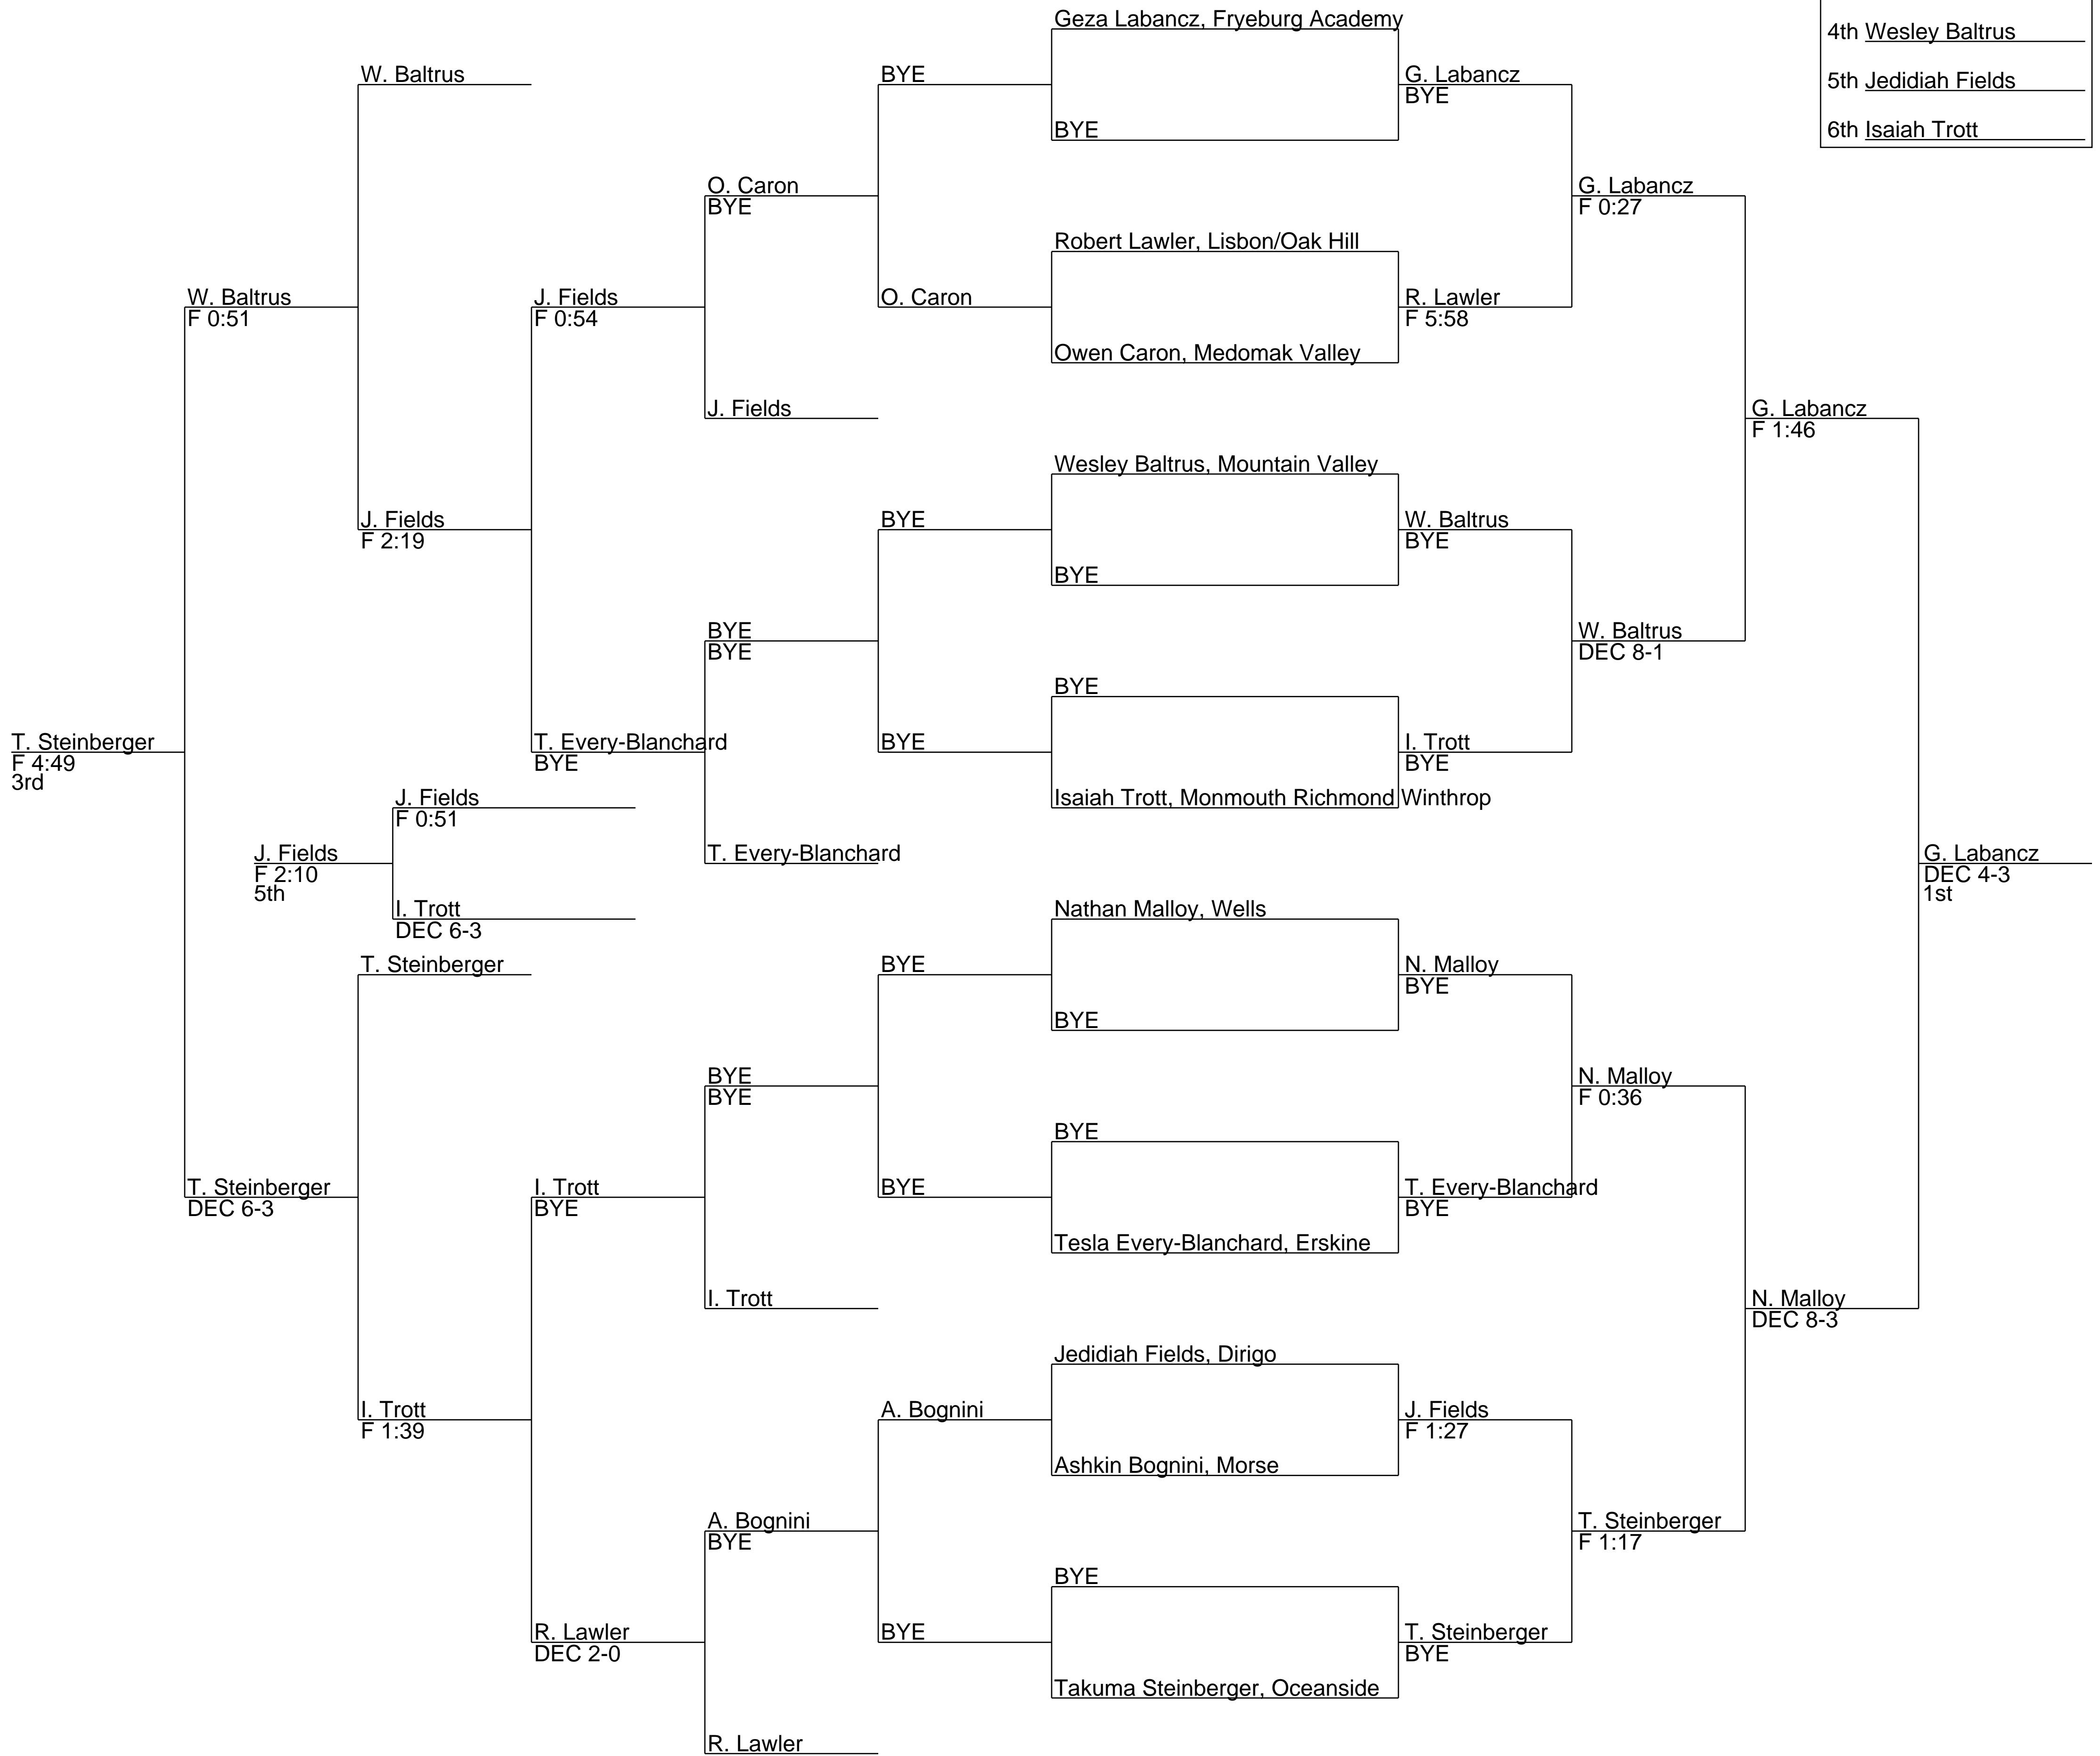 Geza Labancz, Fryeburg Academy
4th Wesley Baltrus
W. Baltrus
BYE
G. Labancz
BYE
5th Jedidiah Fields
BYE
6th Isaiah Trott
O. Caron
BYE
G. Labancz
F 0:27
Robert Lawler, Lisbon/Oak Hill
W. Baltrus
F 0:51
J. Fields
F 0:54
O. Caron
R. Lawler
F 5:58
Owen Caron, Medomak Valley
J. Fields
G. Labancz
F 1:46
Wesley Baltrus, Mountain Valley
J. Fields
F 2:19
BYE
W. Baltrus
BYE
BYE
BYE
BYE
W. Baltrus
DEC 8-1
BYE
T. Steinberger
F 4:49
3rd
T. Every-Blanchard
BYE
BYE
I. Trott
BYE
J. Fields
F 0:51
Isaiah Trott, Monmouth Richmond Winthrop
J. Fields
F 2:10
5th
T. Every-Blanchard
G. Labancz
DEC 4-3
1st
I. Trott
DEC 6-3
Nathan Malloy, Wells
T. Steinberger
BYE
N. Malloy
BYE
BYE
BYE
BYE
N. Malloy
F 0:36
BYE
T. Steinberger
DEC 6-3
I. Trott
BYE
BYE
T. Every-Blanchard
BYE
Tesla Every-Blanchard, Erskine
I. Trott
N. Malloy
DEC 8-3
Jedidiah Fields, Dirigo
I. Trott
F 1:39
A. Bognini
J. Fields
F 1:27
Ashkin Bognini, Morse
A. Bognini
BYE
T. Steinberger
F 1:17
BYE
R. Lawler
DEC 2-0
BYE
T. Steinberger
BYE
Takuma Steinberger, Oceanside
R. Lawler